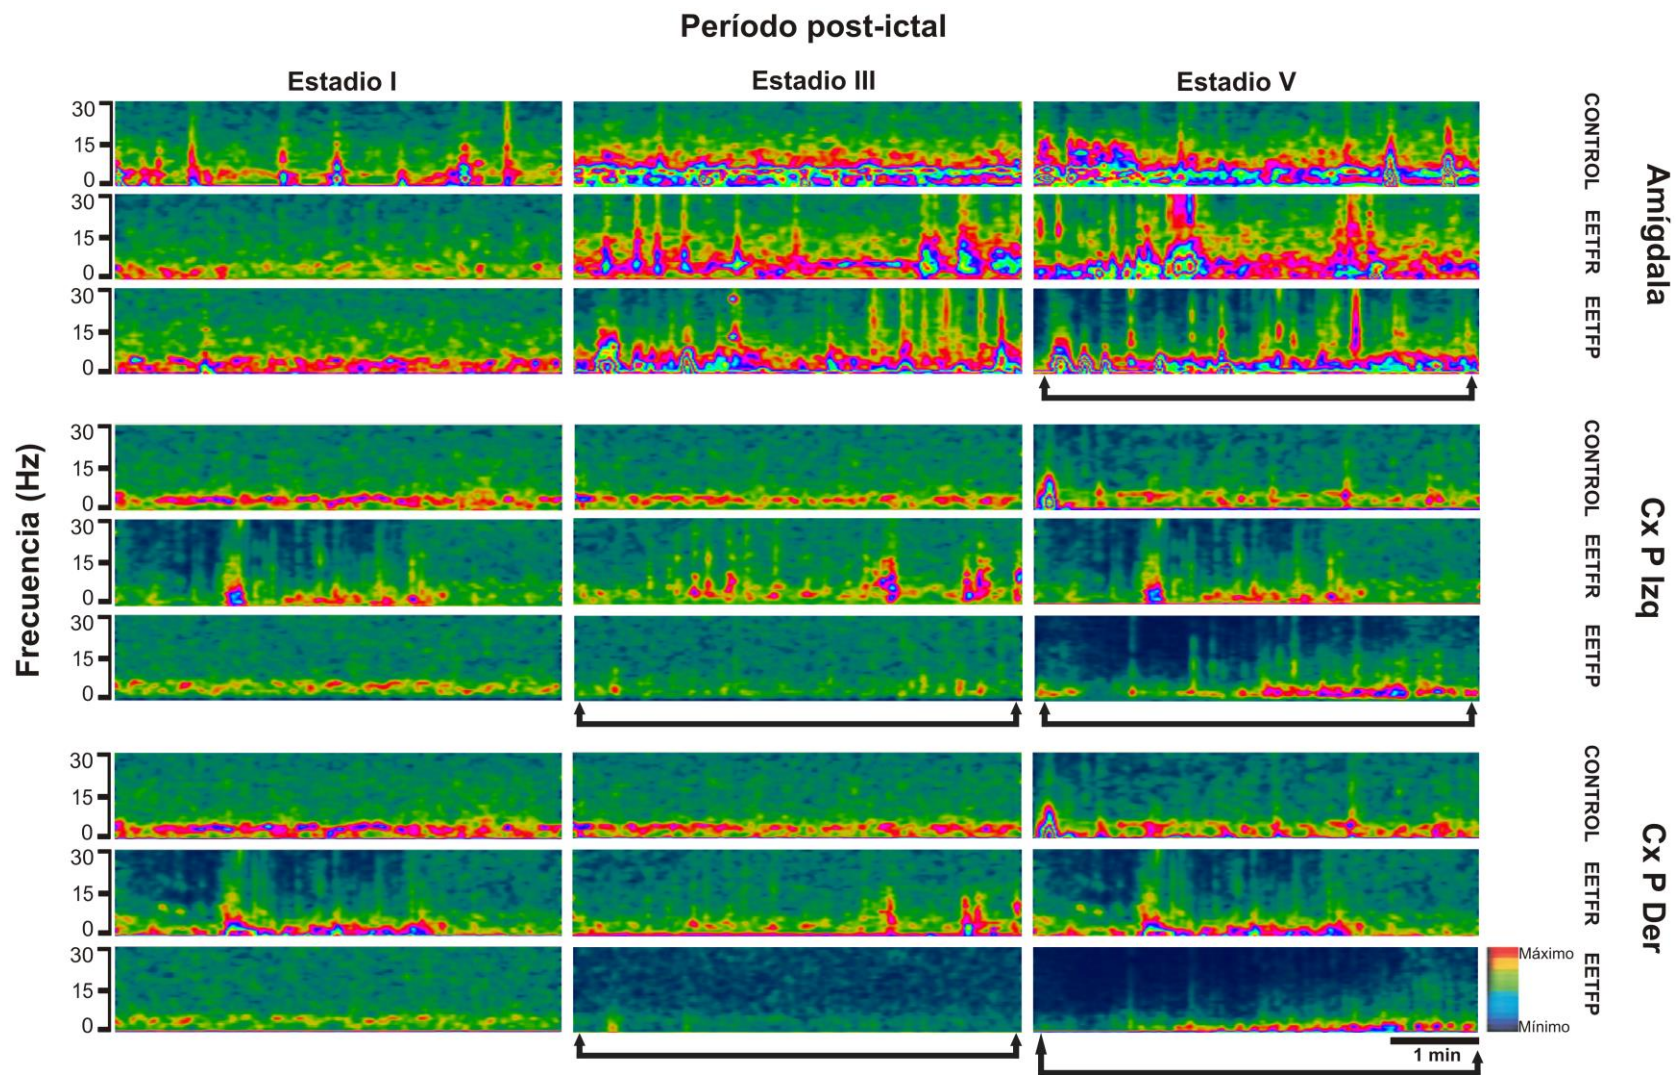 Período post-ictal
Estadio I Estadio III Estadio V
Frecuencia (Hz)
30
15
0
CONTROL
30
15
0
EETFR
30
15
0
EETFP
Amígdala
30
15
0
CONTROL
30
15
0
EETFR
30
15
0
EETFP
Cx P Izq
30
15
0
CONTROL
30
15
0
EETFR
30
15
0
EETFP
Cx P Der
Máximo
Mínimo
1 min